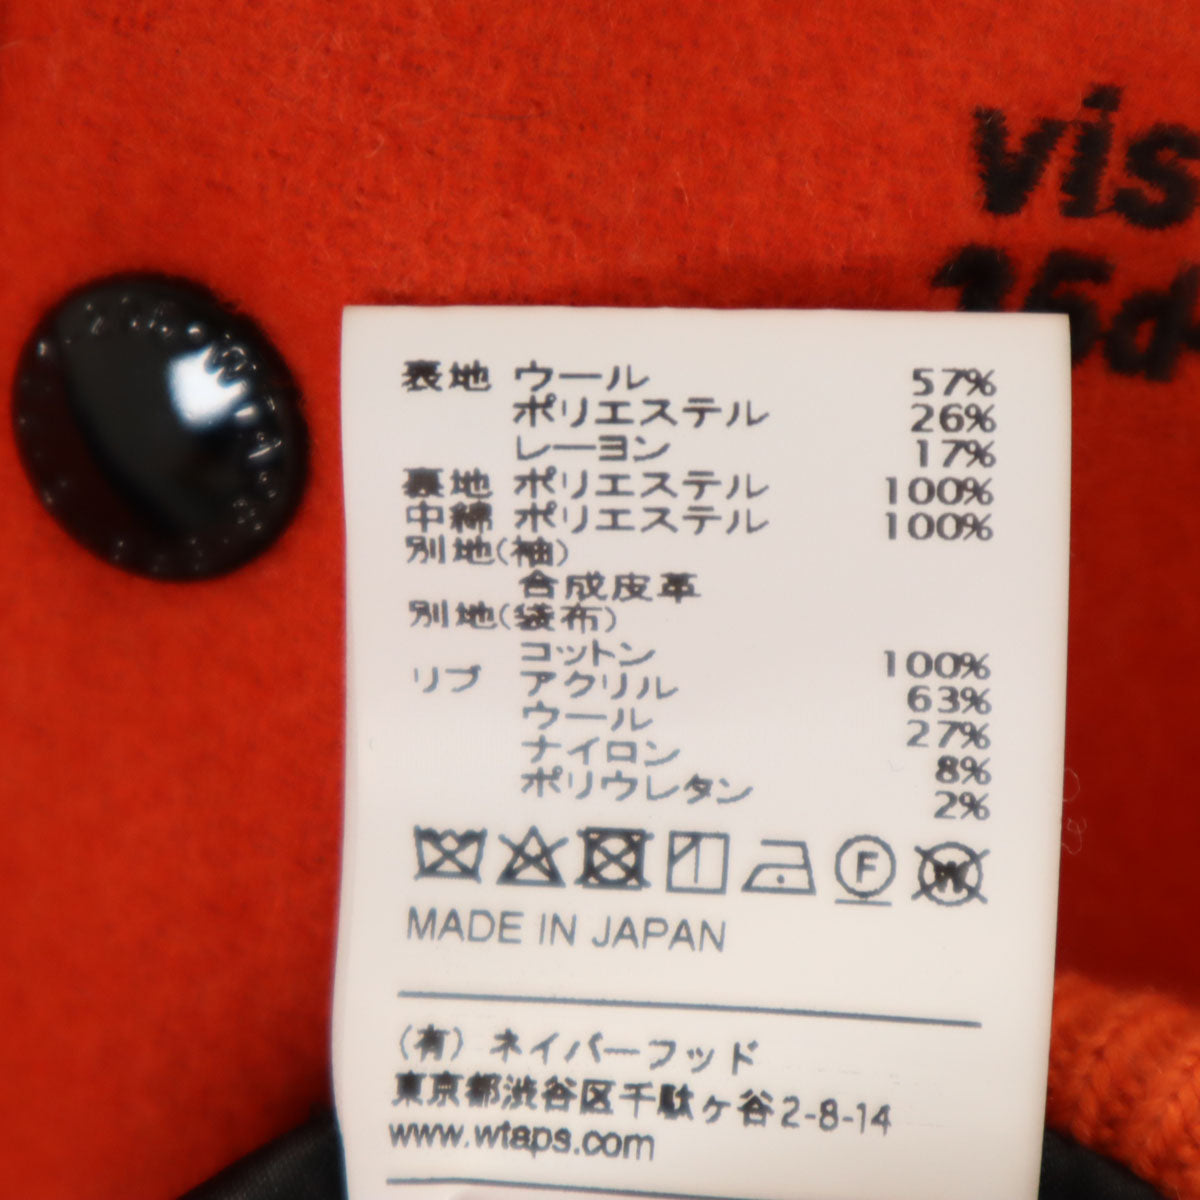 vis
35d
表地 ウール 57%
ポリエステル 26%
レーヨン 17%
裏地 ポリエステル 100%
中綿 ポリエステル 100%
別地(袖)
合成皮革
別地(袋布)
コットン 100%
リブ アクリル 63%
ウール 27%
ナイロン 8%
ポリウレタン 2%
F W
MADE IN JAPAN
(有) ネイバーフッド
東京都渋谷区千駄ヶ谷2-8-14
www.wtaps.com